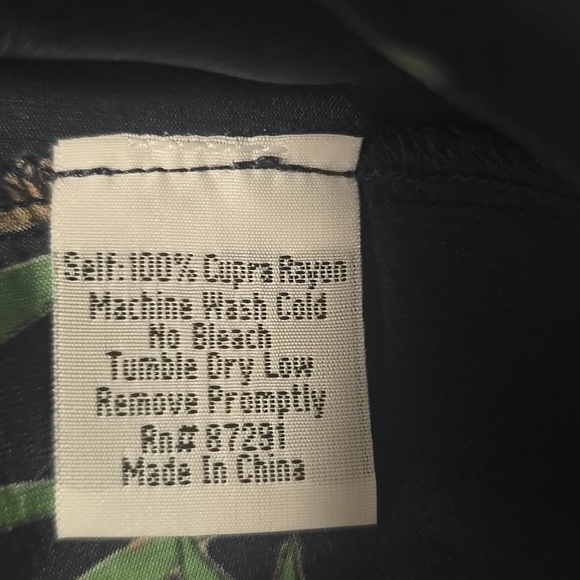 Self: 100% Cupra Rayon
Machine Wash Cold
No Bleach
Tumble Dry Low
Remove Promptly
Rn# 87291
Made In China